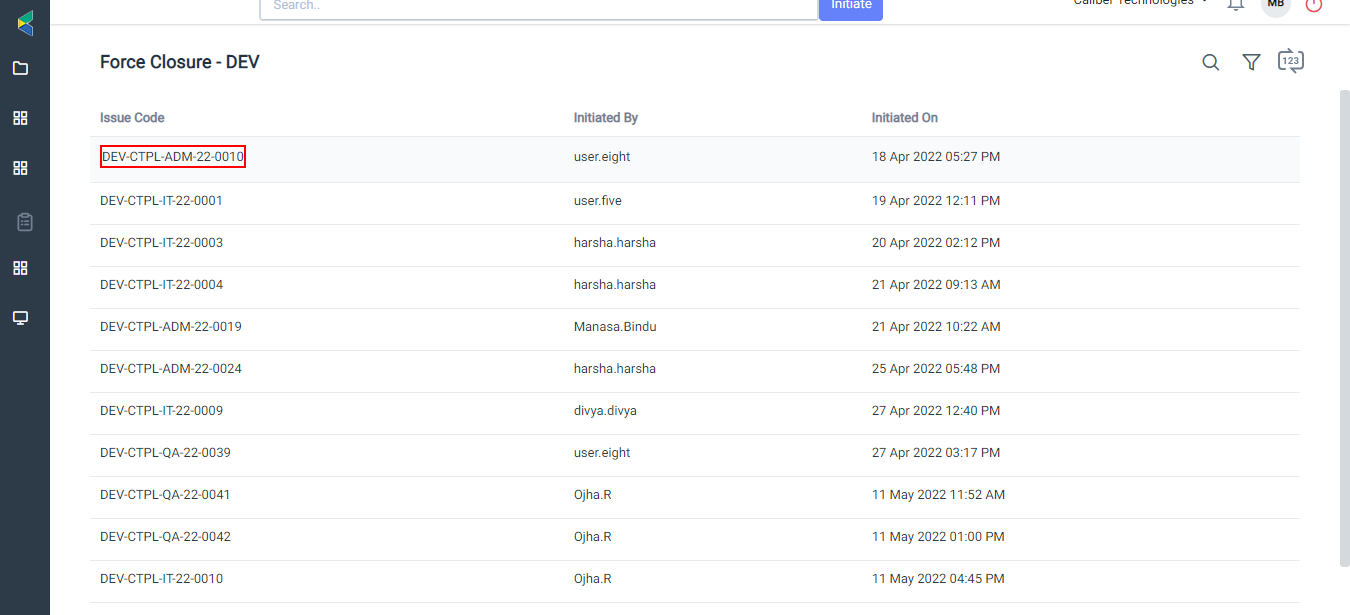 Search..
Initiate
Caliber Technologies
MB
Force Closure - DEV
123
Issue Code Initiated By Initiated On
DEV-CTPL-ADM-22-0010 user.eight 18 Apr 2022 05:27 PM
DEV-CTPL-IT-22-0001 user.five 19 Apr 2022 12:11 PM
DEV-CTPL-IT-22-0003 harsha.harsha 20 Apr 2022 02:12 PM
DEV-CTPL-IT-22-0004 harsha.harsha 21 Apr 2022 09:13 AM
DEV-CTPL-ADM-22-0019 Manasa.Bindu 21 Apr 2022 10:22 AM
DEV-CTPL-ADM-22-0024 harsha.harsha 25 Apr 2022 05:48 PM
DEV-CTPL-IT-22-0009 divya.divya 27 Apr 2022 12:40 PM
DEV-CTPL-QA-22-0039 user.eight 27 Apr 2022 03:17 PM
DEV-CTPL-QA-22-0041 Ojha.R 11 May 2022 11:52 AM
DEV-CTPL-QA-22-0042 Ojha.R 11 May 2022 01:00 PM
DEV-CTPL-IT-22-0010 Ojha.R 11 May 2022 04:45 PM